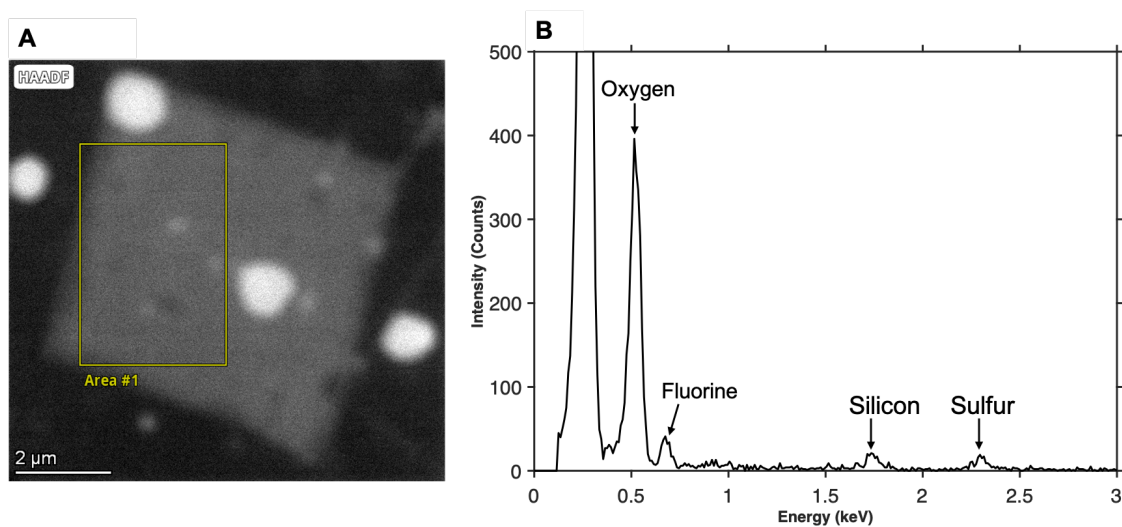 A
HAADF
Area #1
2 µm
B
500
400
300
200
100
0
Intensity (Counts)
Oxygen
Fluorine
Silicon
Sulfur
0
0.5
1
1.5
2
2.5
3
Energy (keV)